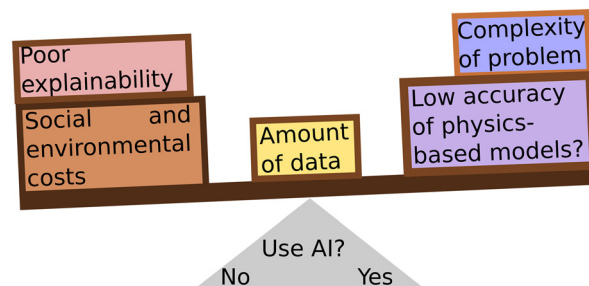 Poor
explainability
Social and
environmental
costs
Amount
of data
Complexity
of problem
Low accuracy
of physics-
based models?
Use AI?
No Yes